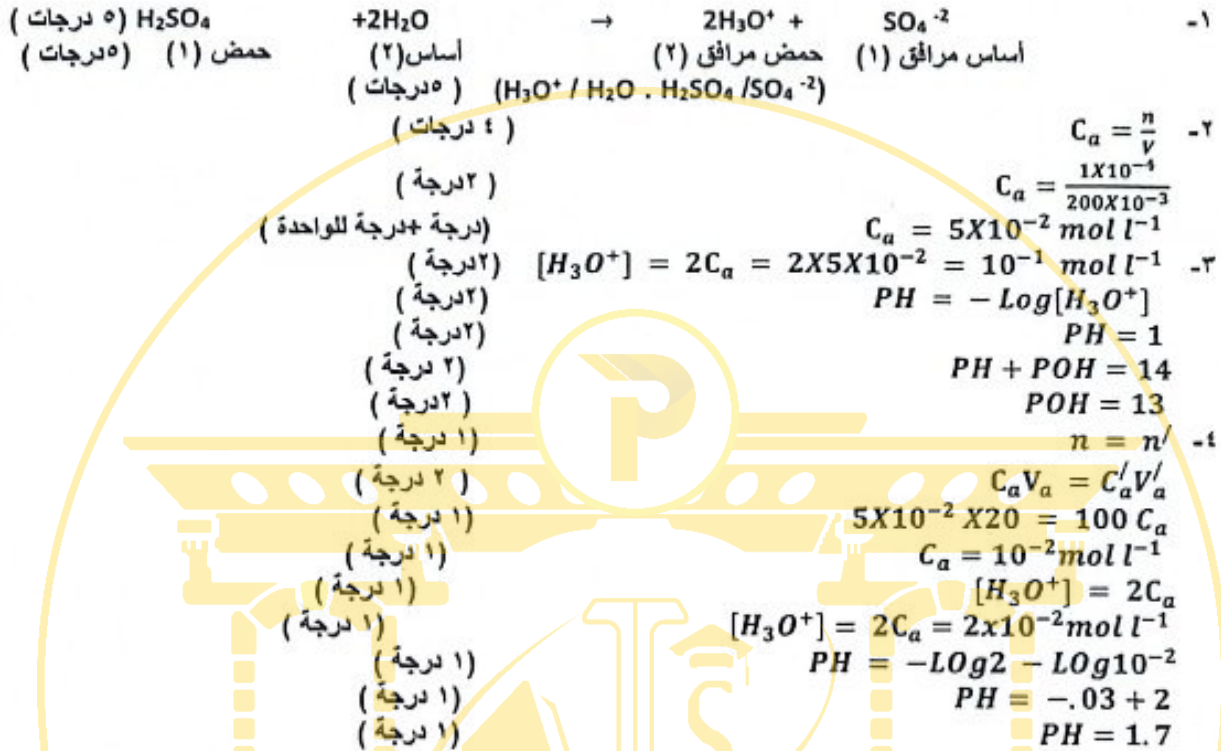 ١- H₂SO₄ +2H₂O → 2H₃O⁺ + SO₄⁻² (٥ درجات )
حمض (١) أساس(٢) حمض مرافق (٢) أساس مرافق (١) (٥درجات )
(H₃O⁺ / H₂O . H₂SO₄ /SO₄⁻²) ( ٥درجات )
٢- Cₐ = n/V ( ٤ درجات )
Cₐ = 1X10⁻⁴/200X10⁻³ ( ٢درجة )
Cₐ = 5X10⁻² mol l⁻¹ (درجة +درجة للواحدة )
٣- [H₃O⁺] = 2Cₐ = 2X5X10⁻² = 10⁻¹ mol l⁻¹ (٢درجة )
PH = − Log[H₃O⁺] (٢درجة )
PH = 1 (٢درجة )
PH + POH = 14 (٢ درجة )
POH = 13 ( ٢درجة )
٤- n = n/ (١ درجة )
CₐVₐ = Cₐ/Vₐ/ ( ٢ درجة )
5X10⁻² X20 = 100 Cₐ (١ درجة )
Cₐ = 10⁻²mol l⁻¹ (١ درجة )
[H₃O⁺] = 2Cₐ (١ درجة )
[H₃O⁺] = 2Cₐ = 2x10⁻²mol l⁻¹ (١ درجة )
PH = −LOg2 − LOg10⁻² (١ درجة )
PH = −.03 + 2 (١ درجة )
PH = 1.7 (١ درجة )